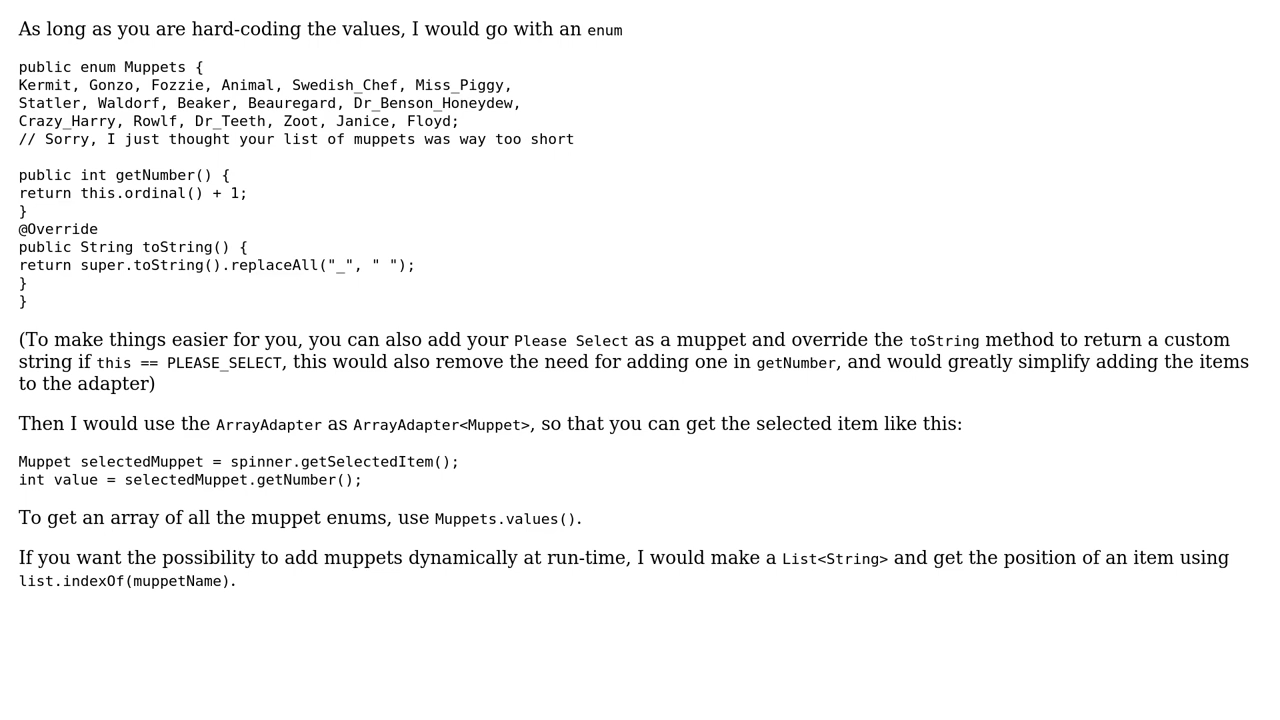 As long as you are hard-coding the values, I would go with an enum
public enum Muppets {
Kermit, Gonzo, Fozzie, Animal, Swedish_Chef, Miss_Piggy,
Statler, Waldorf, Beaker, Beauregard, Dr_Benson_Honeydew,
Crazy_Harry, Rowlf, Dr_Teeth, Zoot, Janice, Floyd;
// Sorry, I just thought your list of muppets was way too short
public int getNumber() {
return this.ordinal() + 1;
}
@Override
public String toString() {
return super.toString().replaceAll("_", " ");
}
}
(To make things easier for you, you can also add your Please Select as a muppet and override the toString method to return a custom
string if this == PLEASE_SELECT, this would also remove the need for adding one in getNumber, and would greatly simplify adding the items
to the adapter)
Then I would use the ArrayAdapter as ArrayAdapter<Muppet>, so that you can get the selected item like this:
Muppet selectedMuppet = spinner.getSelectedItem();
int value = selectedMuppet.getNumber();
To get an array of all the muppet enums, use Muppets.values().
If you want the possibility to add muppets dynamically at run-time, I would make a List<String> and get the position of an item using
list.indexOf(muppetName).